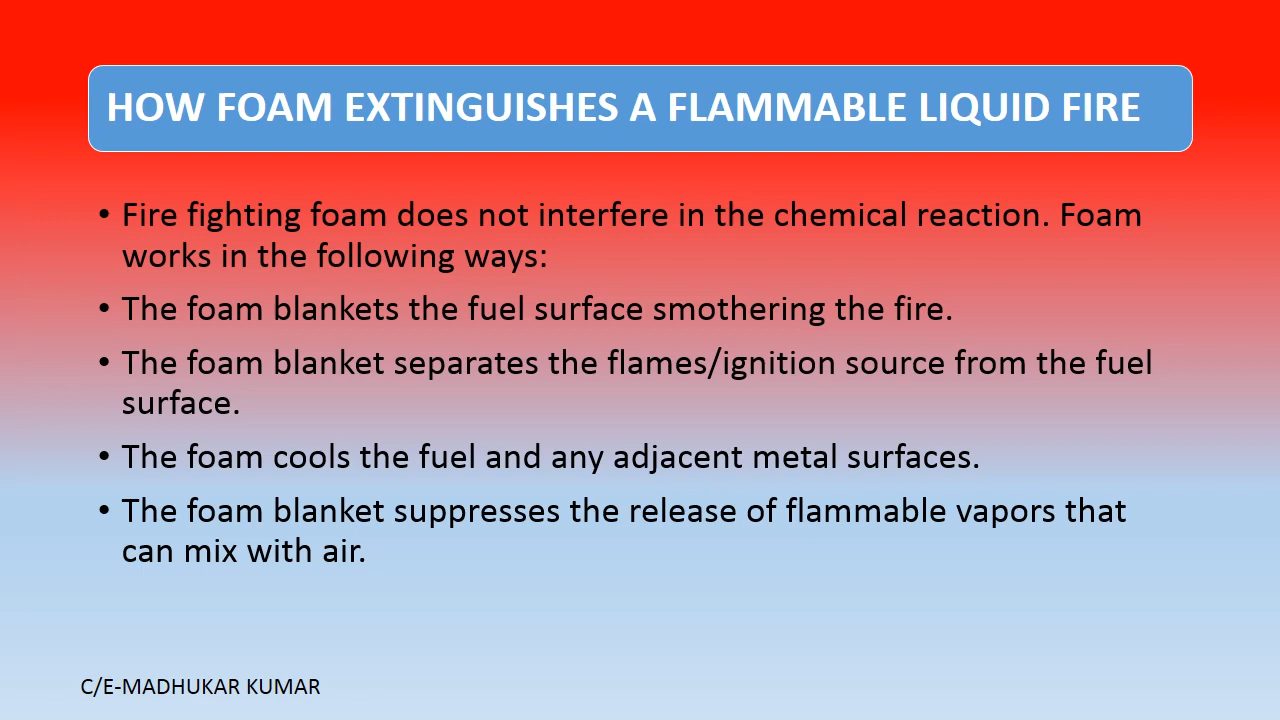 HOW FOAM EXTINGUISHES A FLAMMABLE LIQUID FIRE
• Fire fighting foam does not interfere in the chemical reaction. Foam
works in the following ways:
• The foam blankets the fuel surface smothering the fire.
• The foam blanket separates the flames/ignition source from the fuel
surface.
• The foam cools the fuel and any adjacent metal surfaces.
• The foam blanket suppresses the release of flammable vapors that
can mix with air.
C/E-MADHUKAR KUMAR